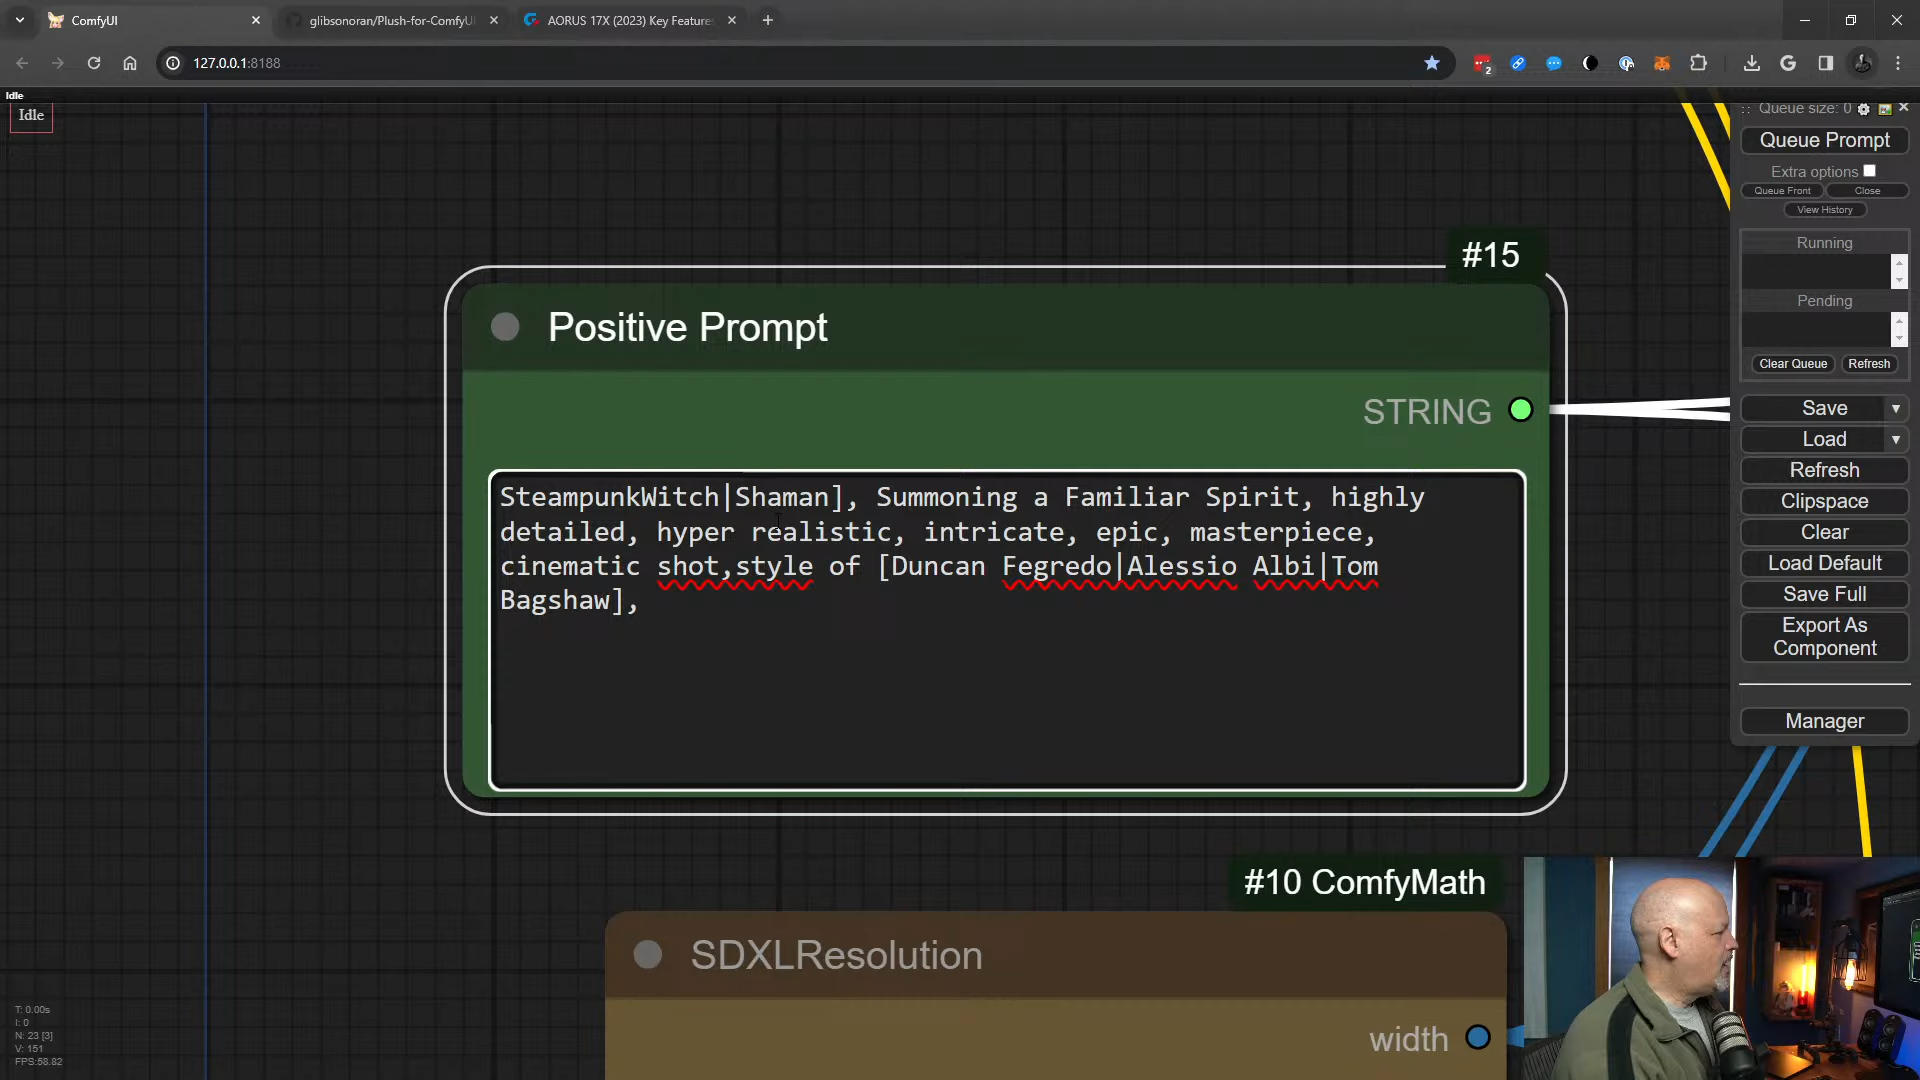 ComfyUI
glibsonoran/Plush-for-ComfyUI
AORUS 17X (2023) Key Features
127.0.0.1:8188
2
Idle
Idle
Queue size: 0
Queue Prompt
Extra options
Queue Front
Close
View History
Running
Pending
Clear Queue
Refresh
Save
Load
Refresh
Clipspace
Clear
Load Default
Save Full
Export As
Component
Manager
#15
Positive Prompt
STRING
SteampunkWitch|Shaman], Summoning a Familiar Spirit, highly
detailed, hyper realistic, intricate, epic, masterpiece,
cinematic shot,style of [Duncan Fegredo|Alessio Albi|Tom
Bagshaw],
#10 ComfyMath
SDXLResolution
width
T: 0.00s
I: 0
N: 23 [3]
V: 151
FPS:58.82